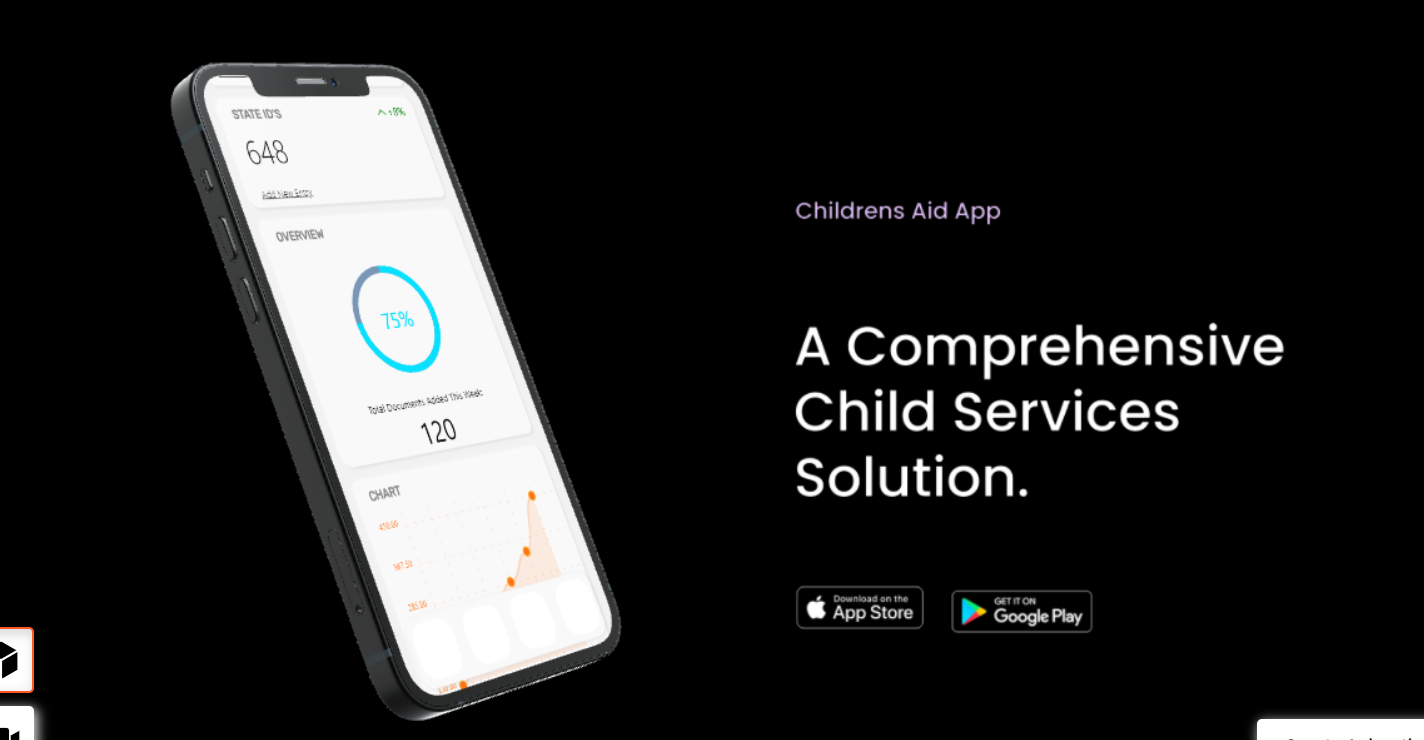 STATE ID'S
648
Add New Entry
OVERVIEW
75%
Total Documents Added This Week:
120
CHART
Childrens Aid App
A Comprehensive
Child Services
Solution.
Download on the
App Store
GET IT ON
Google Play